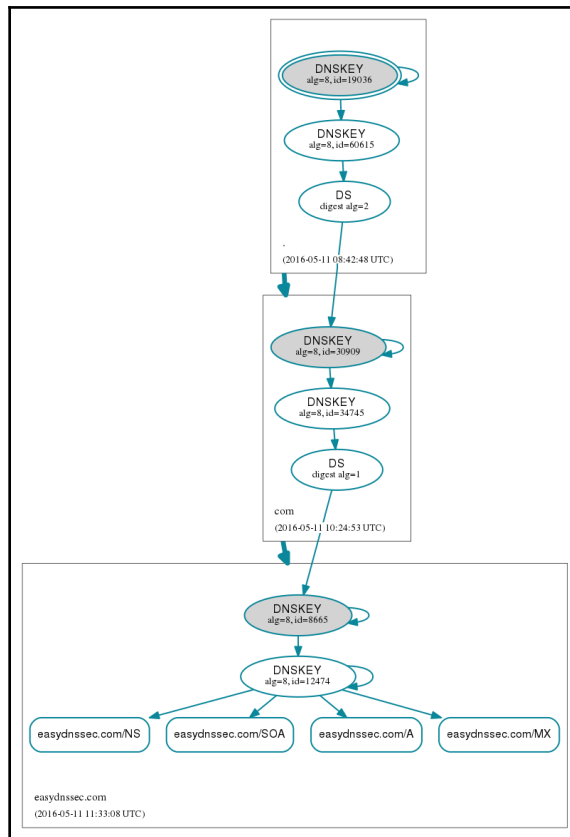 DNSKEY
alg=8, id=19036
DNSKEY
alg=8, id=60615
DS
digest alg=2
.
(2016-05-11 08:42:48 UTC)
DNSKEY
alg=8, id=30909
DNSKEY
alg=8, id=34745
DS
digest alg=1
com
(2016-05-11 10:24:53 UTC)
DNSKEY
alg=8, id=8665
DNSKEY
alg=8, id=12474
easydnssec.com/NS
easydnssec.com/SOA
easydnssec.com/A
easydnssec.com/MX
easydnssec.com
(2016-05-11 11:33:08 UTC)